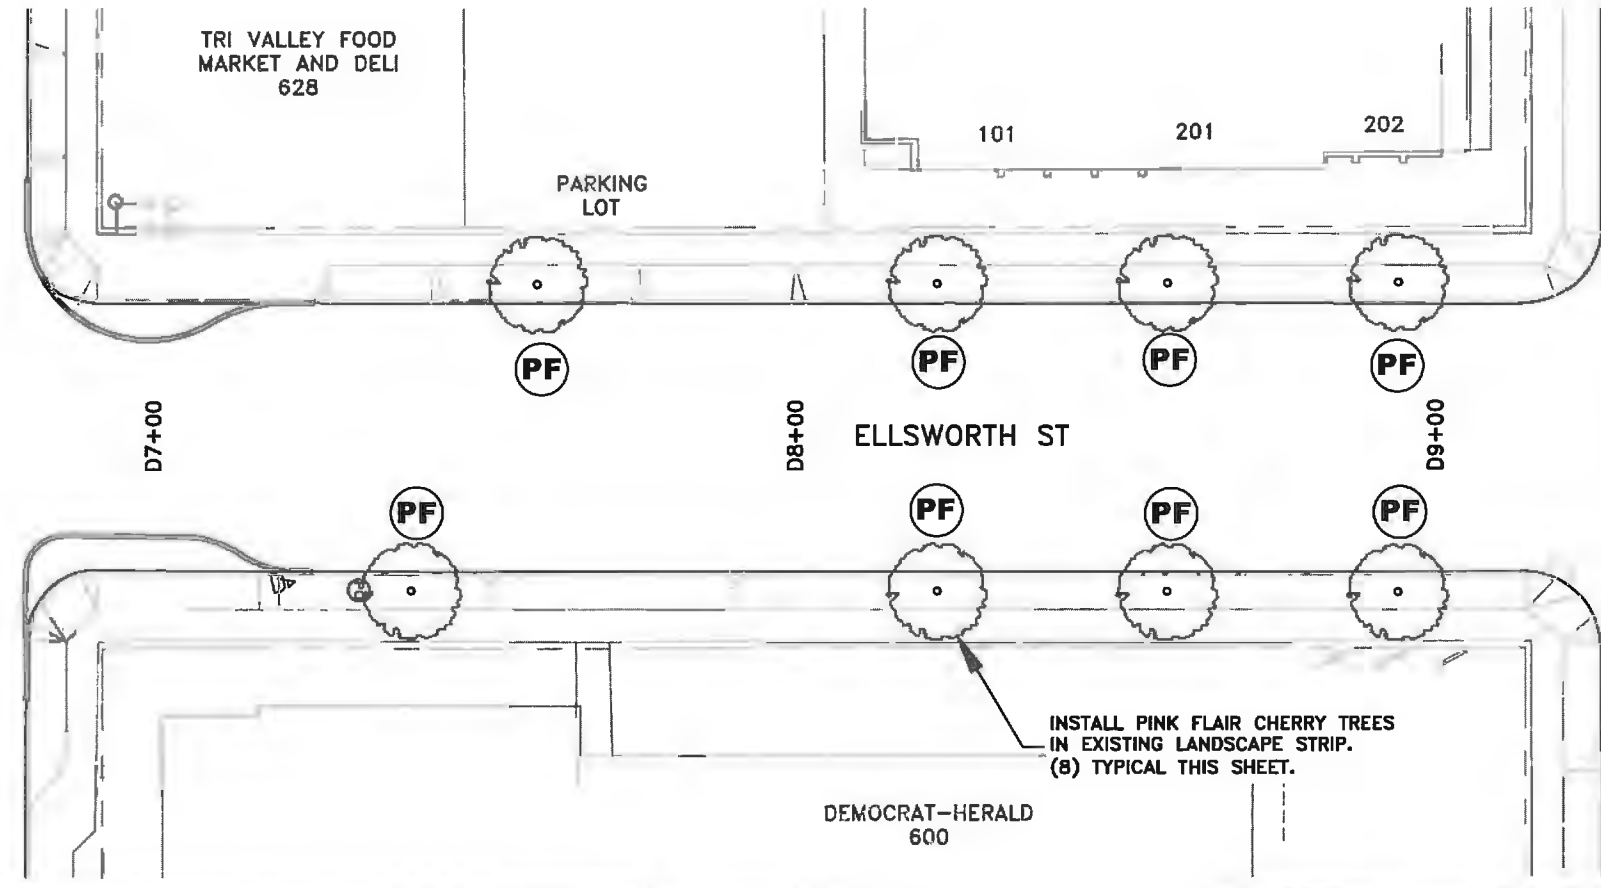 TRI VALLEY FOOD
MARKET AND DELI
628
PARKING
LOT
101
201
202
PF
PF
PF
PF
D7+00
D8+00
ELLSWORTH ST
D9+00
PF
PF
PF
PF
INSTALL PINK FLAIR CHERRY TREES
IN EXISTING LANDSCAPE STRIP.
(8) TYPICAL THIS SHEET.
DEMOCRAT-HERALD
600